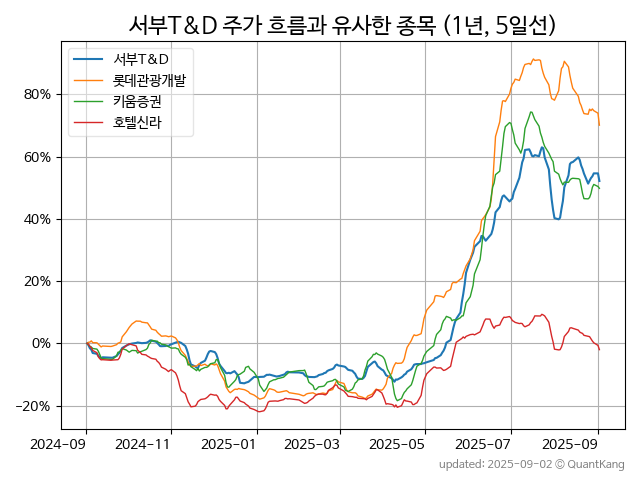 서부T&D 주가 흐름과 유사한 종목 (1년, 5일선)
서부T&D
롯데관광개발
키움증권
호텔신라
80%
60%
40%
20%
0%
−20%
2024-09
2024-11
2025-01
2025-03
2025-05
2025-07
2025-09
updated: 2025-09-02 © QuantKang